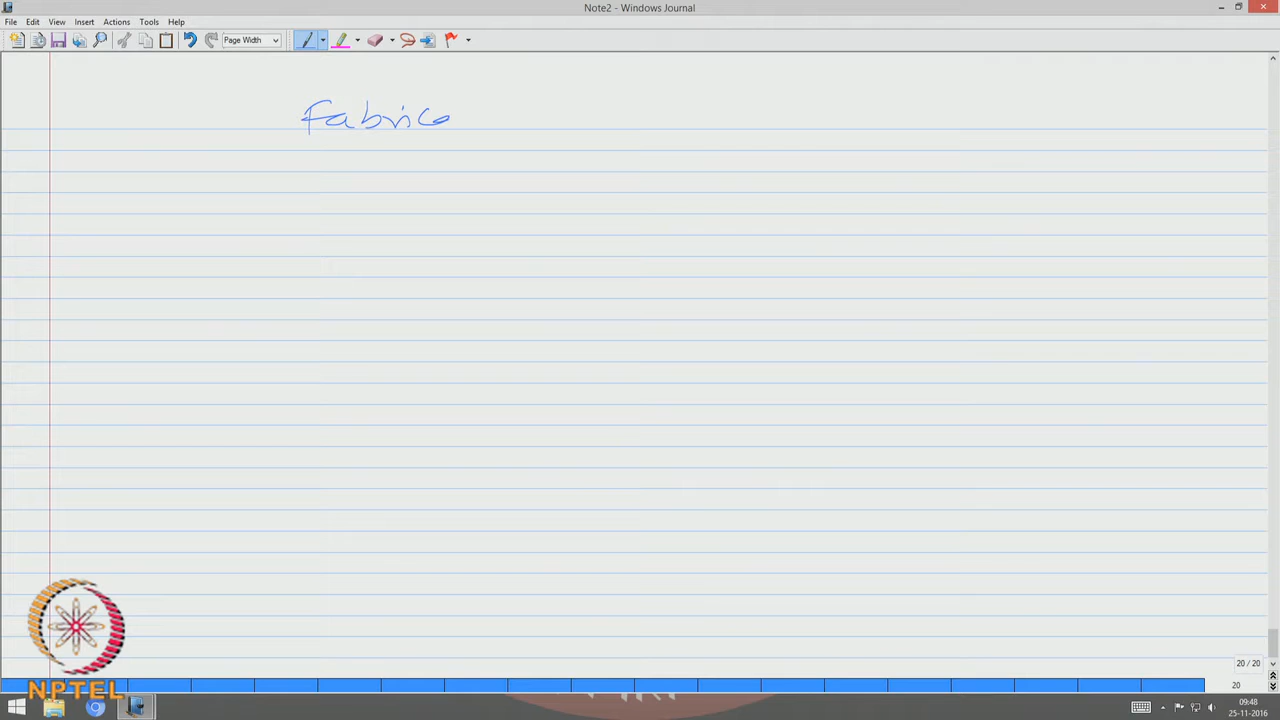 Note2 - Windows Journal
File Edit View Insert Actions Tools Help
Page Width
Fabric
20 / 20
20
NPTEL
09:48
25-11-2016